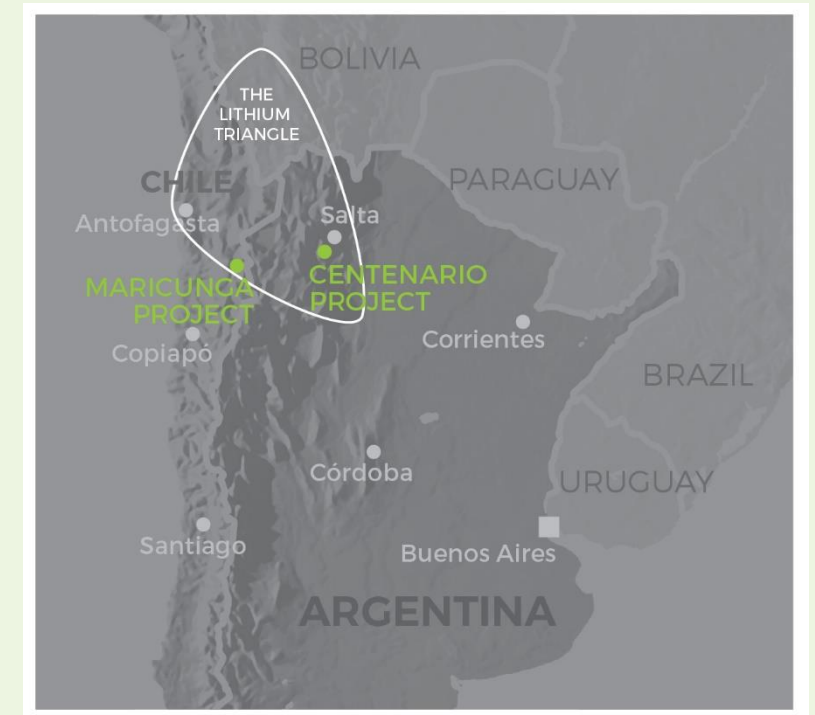 BOLIVIA
THE
LITHIUM
TRIANGLE
CHILE
PARAGUAY
Antofagasta
Salta
MARICUNGA
PROJECT
CENTENARIO
PROJECT
Copiapó
Corrientes
BRAZIL
Córdoba
URUGUAY
Santiago
Buenos Aires
ARGENTINA